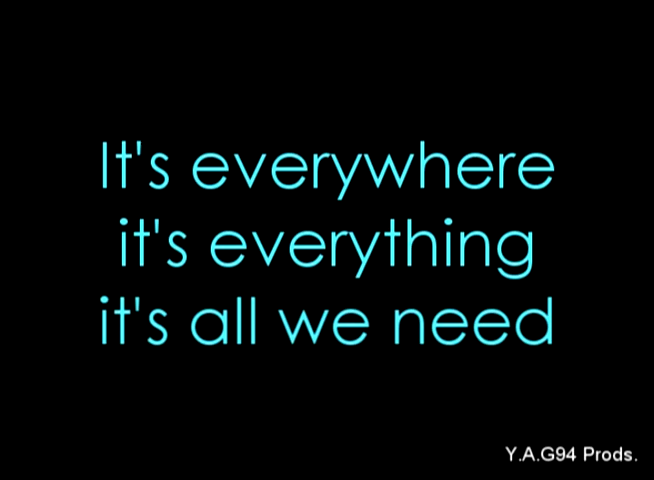 It's everywhere
it's everything
it's all we need
Y.A.G94 Prods.